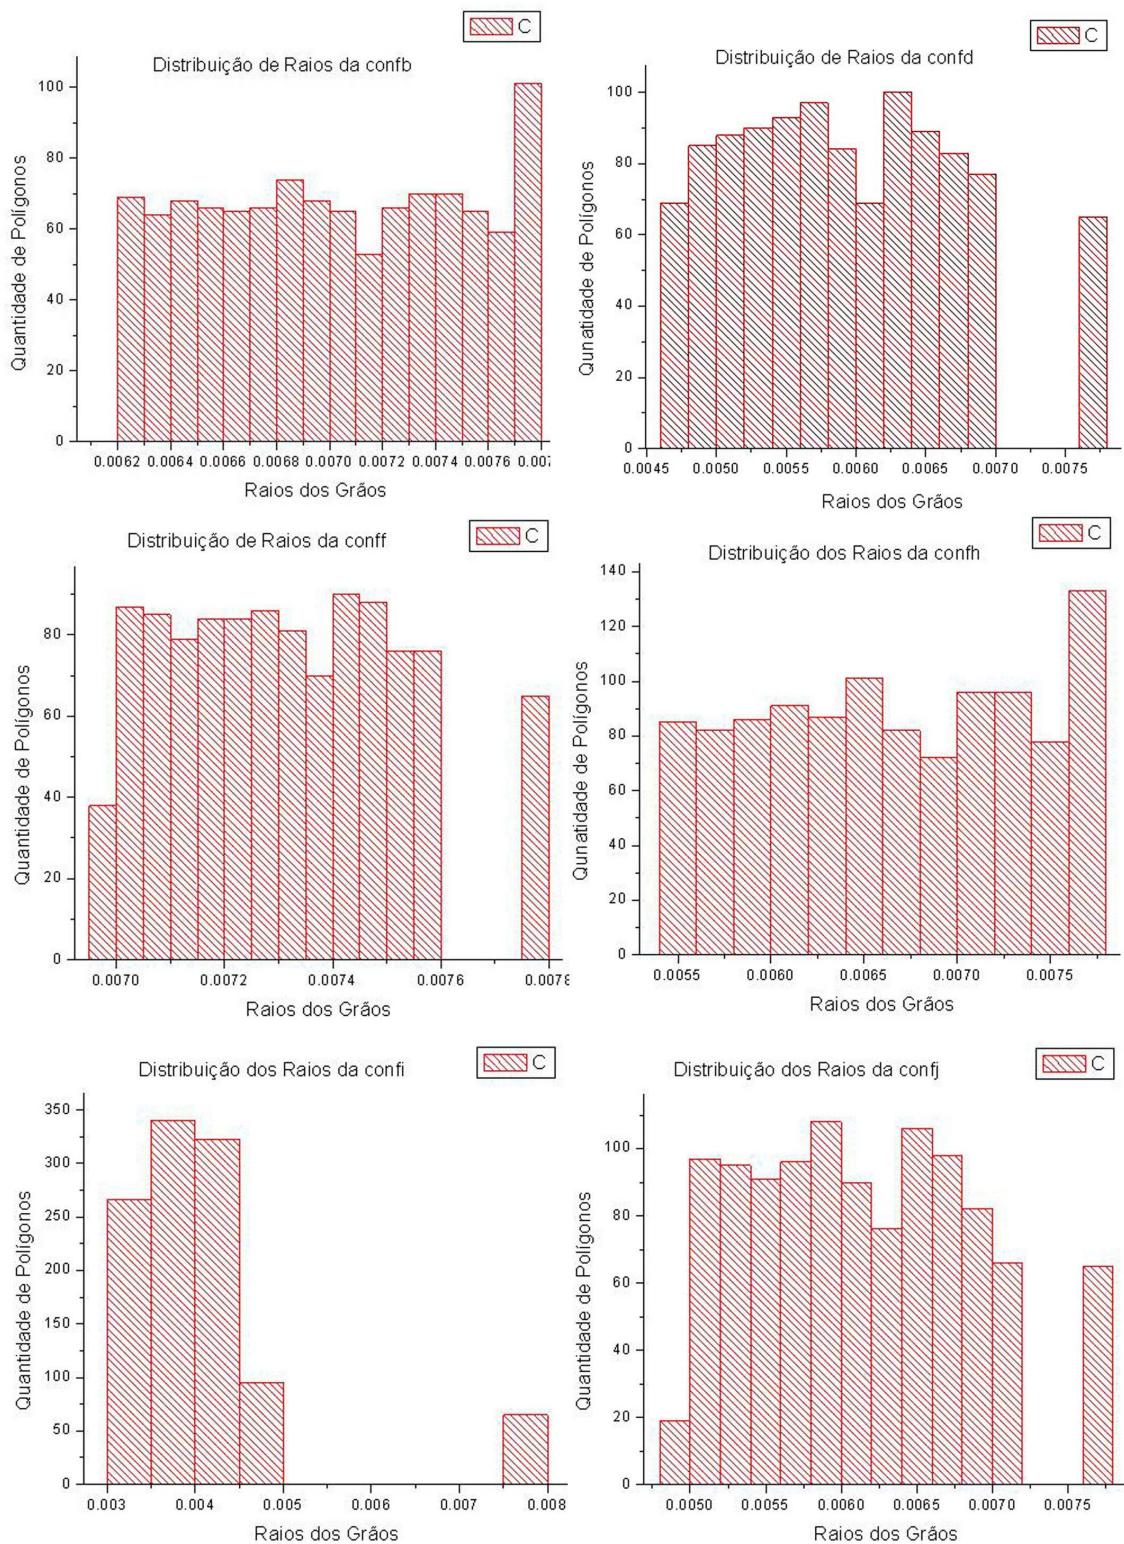 C
Distribuição de Raios da confb
Quantidade de Polígonos
100
80
60
40
20
0
0.0062 0.0064 0.0066 0.0068 0.0070 0.0072 0.0074 0.0076 0.007
Raios dos Grãos
C
Distribuição de Raios da confd
Qunatidade de Polígonos
100
80
60
40
20
0
0.0045 0.0050 0.0055 0.0060 0.0065 0.0070 0.0075
Raios dos Grãos
C
Distribuição de Raios da conff
Quantidade de Polígonos
80
60
40
20
0
0.0070 0.0072 0.0074 0.0076 0.0078
Raios dos Grãos
C
Distribuição dos Raios da confh
Qunatidade de Polígonos
140
120
100
80
60
40
20
0
0.0055 0.0060 0.0065 0.0070 0.0075
Raios dos Grãos
C
Distribuição dos Raios da confi
Quantidade de Polígonos
350
300
250
200
150
100
50
0
0.003 0.004 0.005 0.006 0.007 0.008
Raios dos Grãos
C
Distribuição dos Raios da confj
Quantidade de Polígonos
100
80
60
40
20
0
0.0050 0.0055 0.0060 0.0065 0.0070 0.0075
Raios dos Grãos